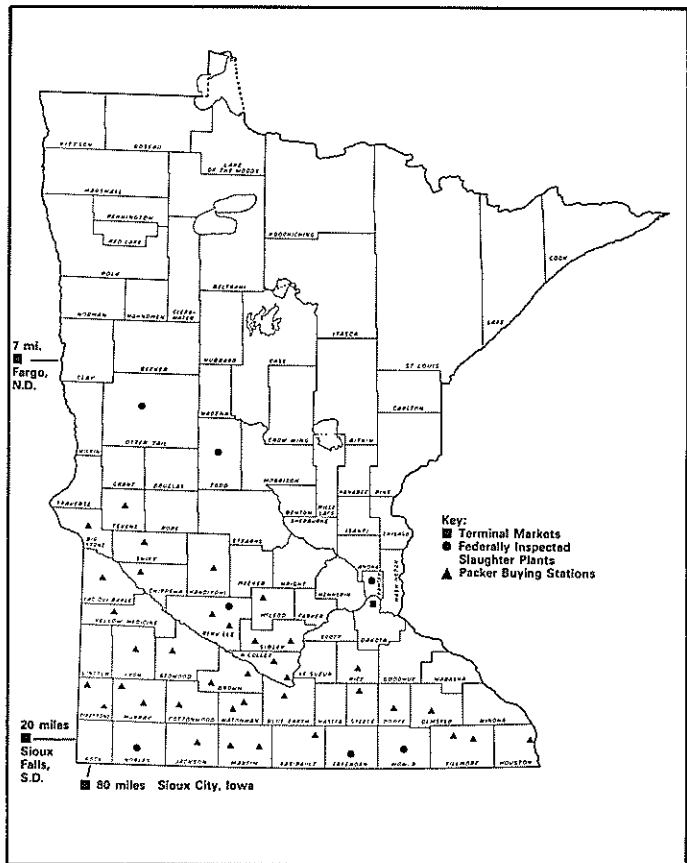 KITTSON
ROSEAU
LAKE
OF THE WOODS
MARSHALL
PENNINGTON
RED LAKE
KOOCHICHING
COOK
POLK
BELTRAMI
LAKE
NORMAN
MAHNOMEN
CLEAR-
WATER
ITASCA
7 mi.
Fargo,
N.D.
HUBBARD
CASS
ST LOUIS
CLAY
BECKER
CARLTON
WADENA
CROW WING
AITKIN
WILKIN
OTTER TAIL
GRANT
DOUGLAS
TODD
MORRISON
KANABEC
PINE
TRAVERSE
BENTON
MILLE
LACS
SHERBURNE
ISANTI
CHISAGO
STEVENS
POPE
STEARNS
BIG
STONE
SWIFT
Key:
Terminal Markets
Federally Inspected
Slaughter Plants
Packer Buying Stations
ANOKA
RAMSEY
WASHINGTON
CHIPPEWA
KANDIYOHI
MEEKER
WRIGHT
HENNEPIN
LAC QUI PARLE
YELLOW MEDICINE
RENVILLE
McLEOD
CARVER
SIBLEY
SCOTT
DAKOTA
LINCOLN
LYON
REDWOOD
NICOLLET
LE SUEUR
RICE
GOODHUE
WABASHA
BROWN
PIPESTONE
MURRAY
COTTONWOOD
WATONWAN
BLUE EARTH
WASECA
STEELE
DODGE
OLMSTED
WINONA
20 miles
Sioux
Falls,
S.D.
ROCK
NOBLES
JACKSON
MARTIN
FARIBAULT
FREEBORN
MOWER
FILLMORE
HOUSTON
80 miles Sioux City, Iowa